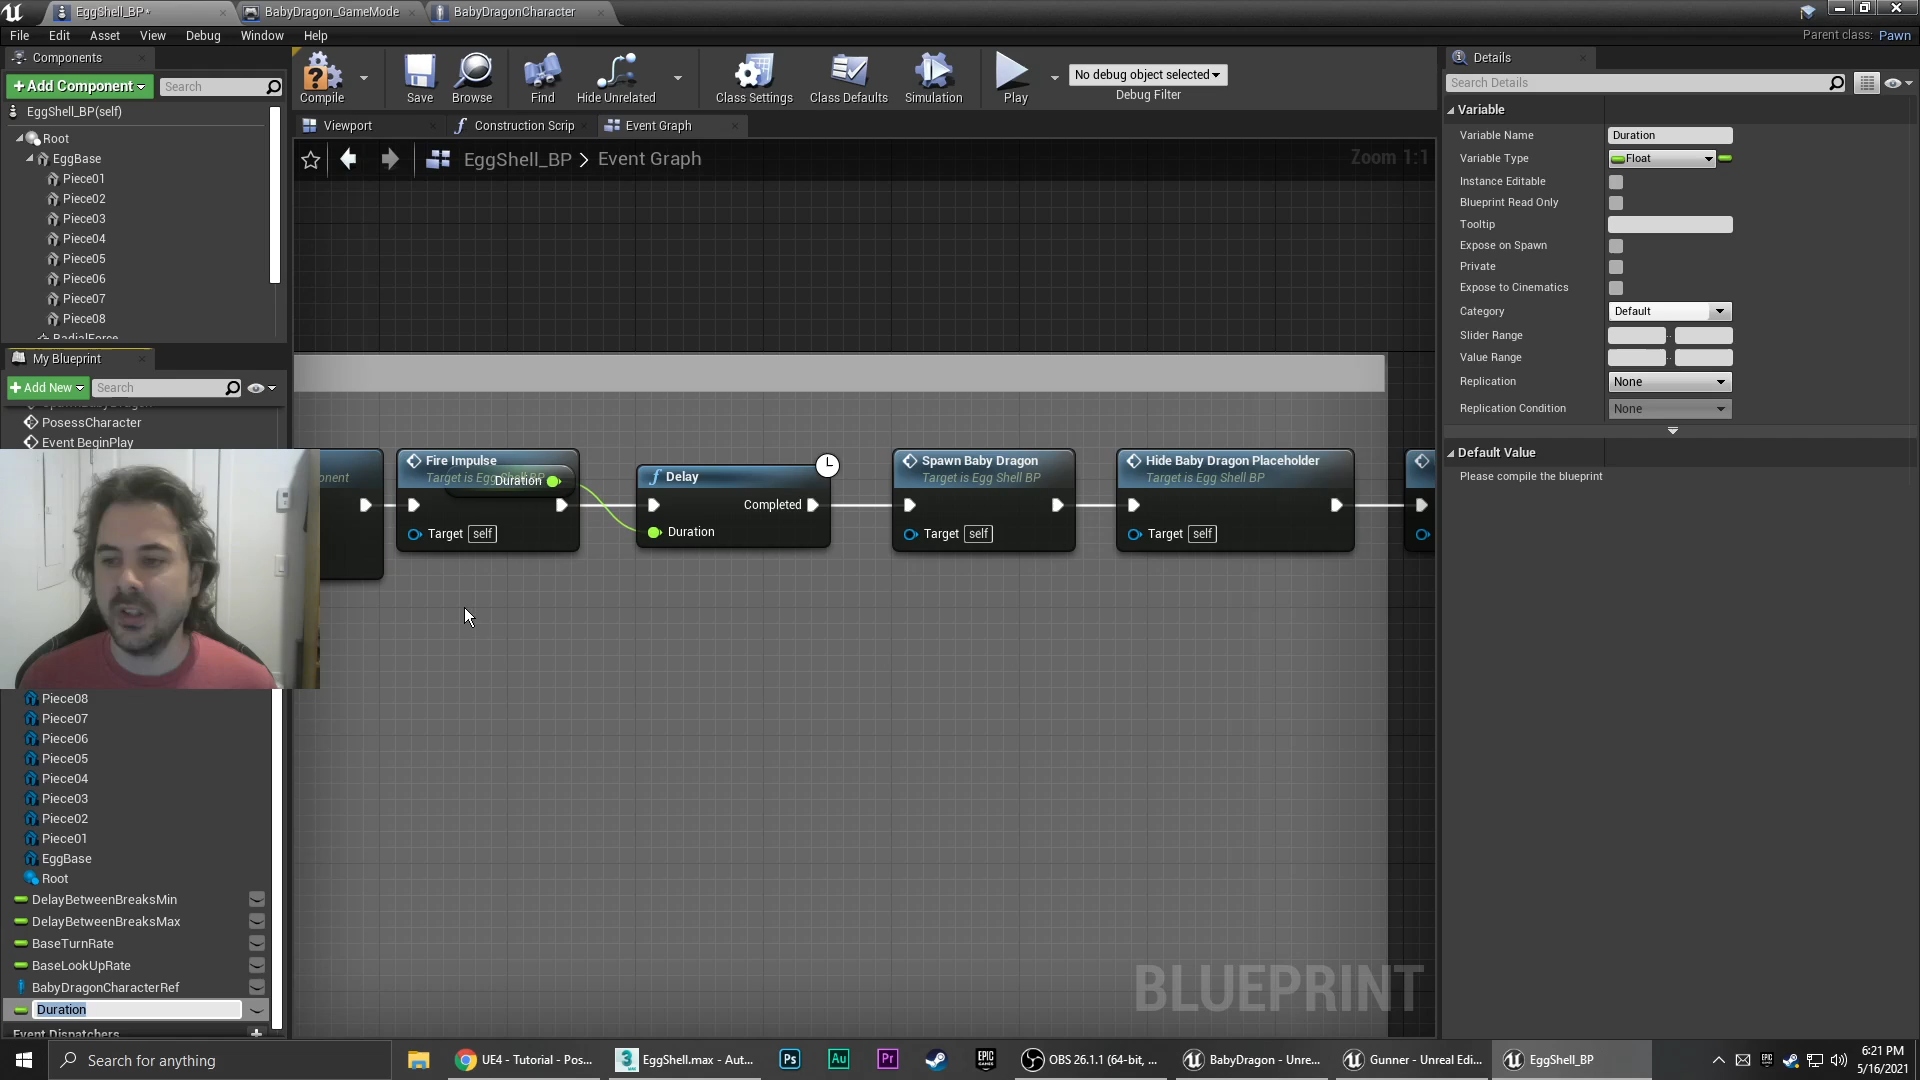 EggShell_BP*
BabyDragon_GameMode
BabyDragonCharacter
File Edit Asset View Debug Window Help
Parent class: Pawn
Components
+Add Component
Search
EggShell_BP(self)
Root
EggBase
Piece01
Piece02
Piece03
Piece04
Piece05
Piece06
Piece07
Piece08
RadialForce
Compile
Save
Browse
Find
Hide Unrelated
Class Settings
Class Defaults
Simulation
Play
No debug object selected
Debug Filter
Viewport
Construction Scrip
Event Graph
EggShell_BP > Event Graph
Zoom 1:1
My Blueprint
+Add New
Search
SpawnBabyDragon
PosessCharacter
Event BeginPlay
Piece08
Piece07
Piece06
Piece05
Piece04
Piece03
Piece02
Piece01
EggBase
Root
DelayBetweenBreaksMin
DelayBetweenBreaksMax
BaseTurnRate
BaseLookUpRate
BabyDragonCharacterRef
Duration
Event Dispatchers
Fire Impulse
Duration
Target self
Delay
Completed
Duration
Spawn Baby Dragon
Target is Egg Shell BP
Target self
Hide Baby Dragon Placeholder
Target is Egg Shell BP
Target self
BLUEPRINT
Details
Search Details
Variable
Variable Name Duration
Variable Type Float
Instance Editable
Blueprint Read Only
Tooltip
Expose on Spawn
Private
Expose to Cinematics
Category Default
Slider Range
Value Range
Replication None
Replication Condition None
Default Value
Please compile the blueprint
Search for anything
UE4 - Tutorial - Pos...
EggShell.max - Aut...
Ps
Au
Pr
EPIC GAMES
OBS 26.1.1 (64-bit, ...
BabyDragon - Unre...
Gunner - Unreal Edi...
EggShell_BP
6:21 PM
5/16/2021